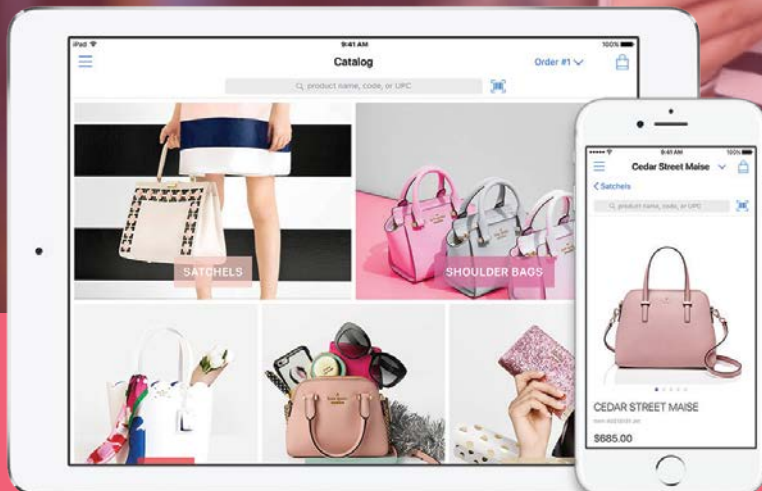 iPad
9:41 AM
100%
Catalog
Order #1
product name, code, or UPC
SATCHELS
SHOULDER BAGS
9:41 AM
100%
Cedar Street Maise
Satchels
product name, code, or UPC
CEDAR STREET MAISE
$685.00